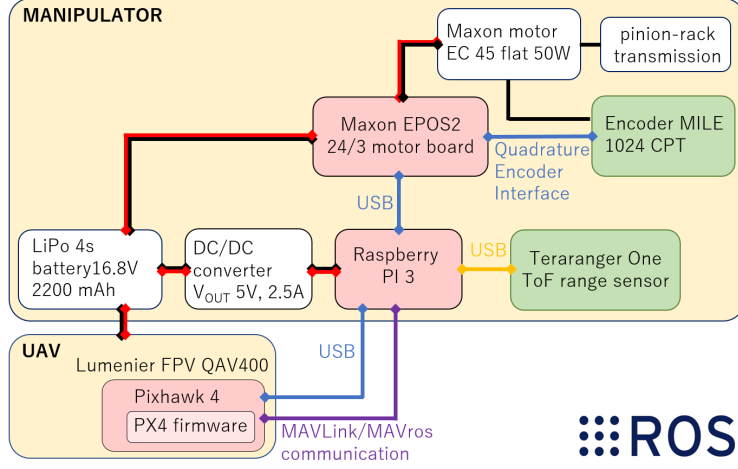 MANIPULATOR
Maxon motor
EC 45 flat 50W
pinion-rack
transmission
Maxon EPOS2
24/3 motor board
Encoder MILE
1024 CPT
Quadrature
Encoder
Interface
USB
LiPo 4s
battery16.8V
2200 mAh
DC/DC
converter
V_OUT 5V, 2.5A
Raspberry
PI 3
USB
Teraranger One
ToF range sensor
UAV
Lumenier FPV QAV400
USB
Pixhawk 4
PX4 firmware
MAVLink/MAVros
communication
ROS